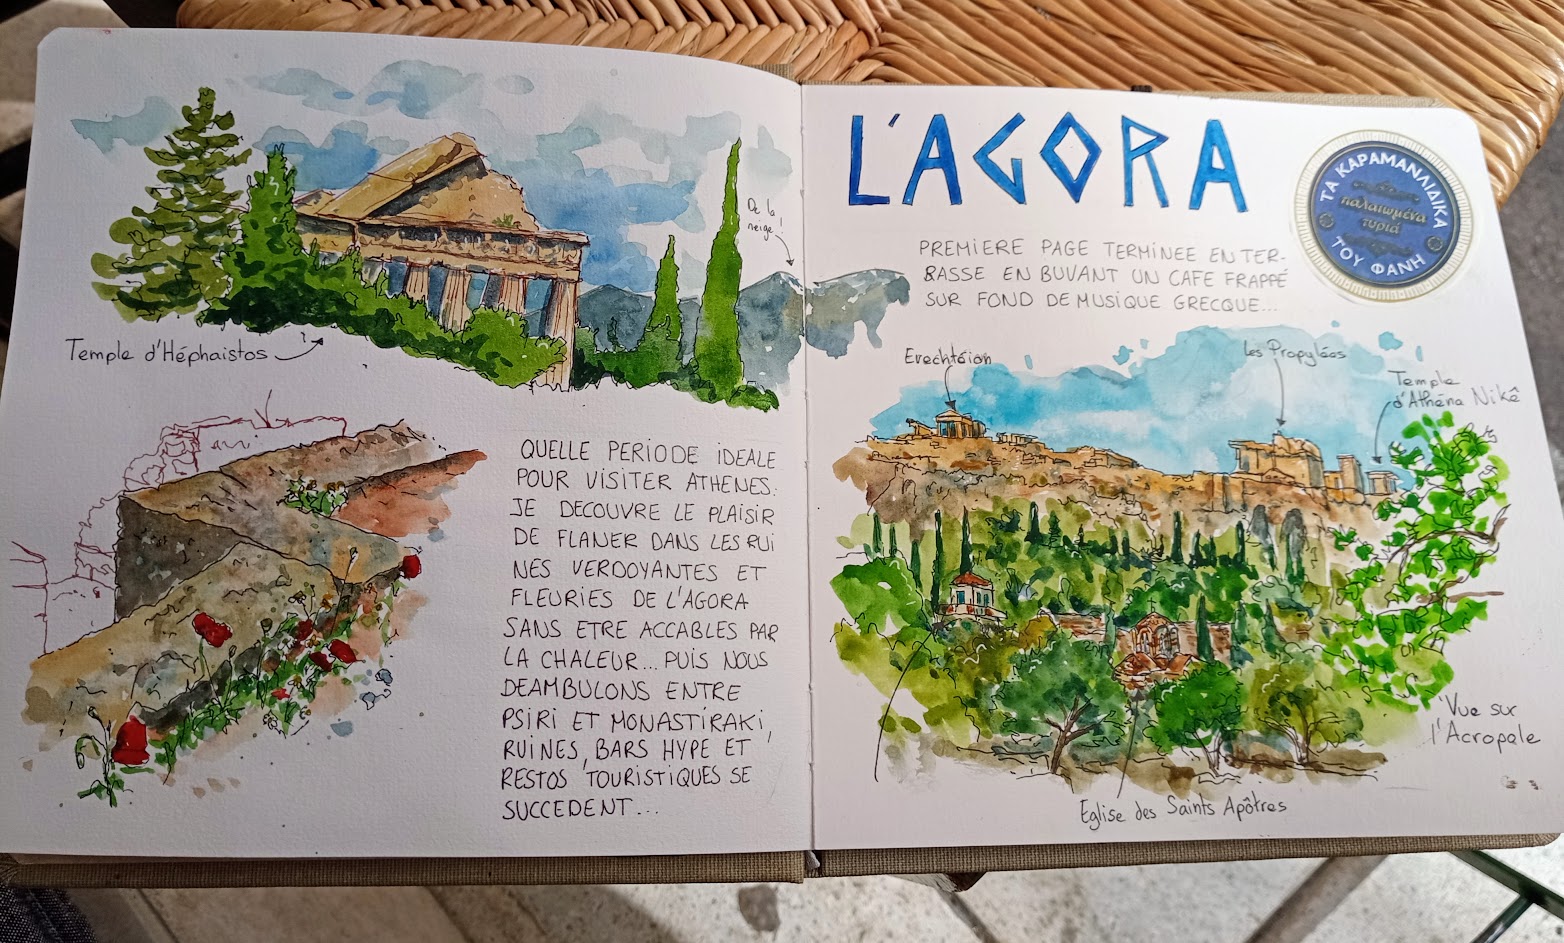 De la
neige!
Temple d'Héphaistos
QUELLE PERIODE IDEALE
POUR VISITER ATHENES.
JE DECOUVRE LE PLAISIR
DE FLANER DANS LES RUI
NES VERDOYANTES ET
FLEURIES DE L'AGORA
SANS ETRE ACCABLES PAR
LA CHALEUR... PUIS NOUS
DEAMBULONS ENTRE
PSIRI ET MONASTIRAKI,
RUINES, BARS HYPE ET
RESTOS TOURISTIQUES SE
SUCCEDENT...
L'AGORA
ΤΑ ΚΑΡΑΜΑΝΛΙΔΙΚΑ
παλαιωμένα
τυριά
ΤΟΥ ΦΑΝΗ
PREMIERE PAGE TERMINEE EN TER-
RASSE EN BUVANT UN CAFE FRAPPÉ
SUR FOND DE MUSIQUE GRECQUE...
Erechtéion
Les Propylées
Temple
d'Athéna Nikê
Vue sur
l'Acropole
Eglise des Saints Apôtres